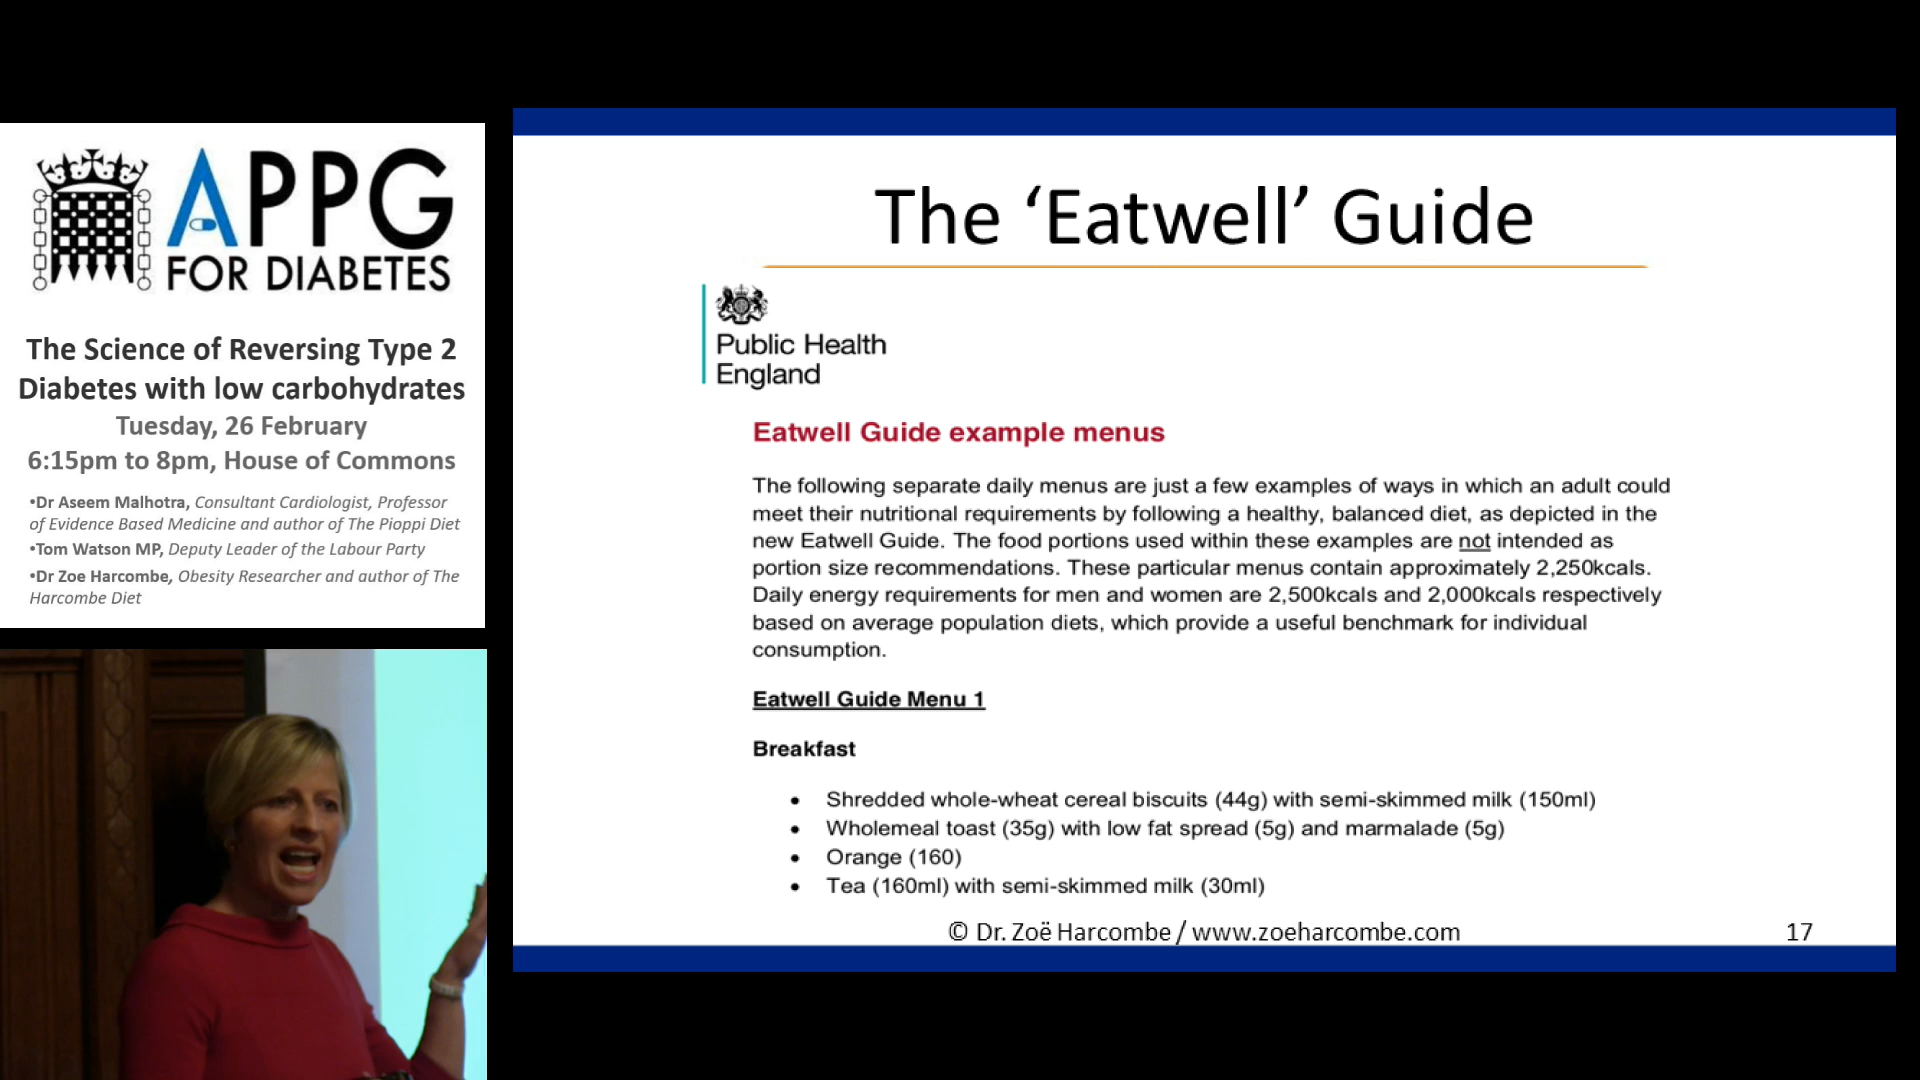 APPG
FOR DIABETES
The Science of Reversing Type 2
Diabetes with low carbohydrates
Tuesday, 26 February
6:15pm to 8pm, House of Commons
•Dr Aseem Malhotra, Consultant Cardiologist, Professor
of Evidence Based Medicine and author of The Pioppi Diet
•Tom Watson MP, Deputy Leader of the Labour Party
•Dr Zoe Harcombe, Obesity Researcher and author of The
Harcombe Diet
The ‘Eatwell’ Guide
Public Health
England
Eatwell Guide example menus
The following separate daily menus are just a few examples of ways in which an adult could
meet their nutritional requirements by following a healthy, balanced diet, as depicted in the
new Eatwell Guide. The food portions used within these examples are not intended as
portion size recommendations. These particular menus contain approximately 2,250kcals.
Daily energy requirements for men and women are 2,500kcals and 2,000kcals respectively
based on average population diets, which provide a useful benchmark for individual
consumption.
Eatwell Guide Menu 1
Breakfast
• Shredded whole-wheat cereal biscuits (44g) with semi-skimmed milk (150ml)
• Wholemeal toast (35g) with low fat spread (5g) and marmalade (5g)
• Orange (160)
• Tea (160ml) with semi-skimmed milk (30ml)
© Dr. Zoë Harcombe / www.zoeharcombe.com
17